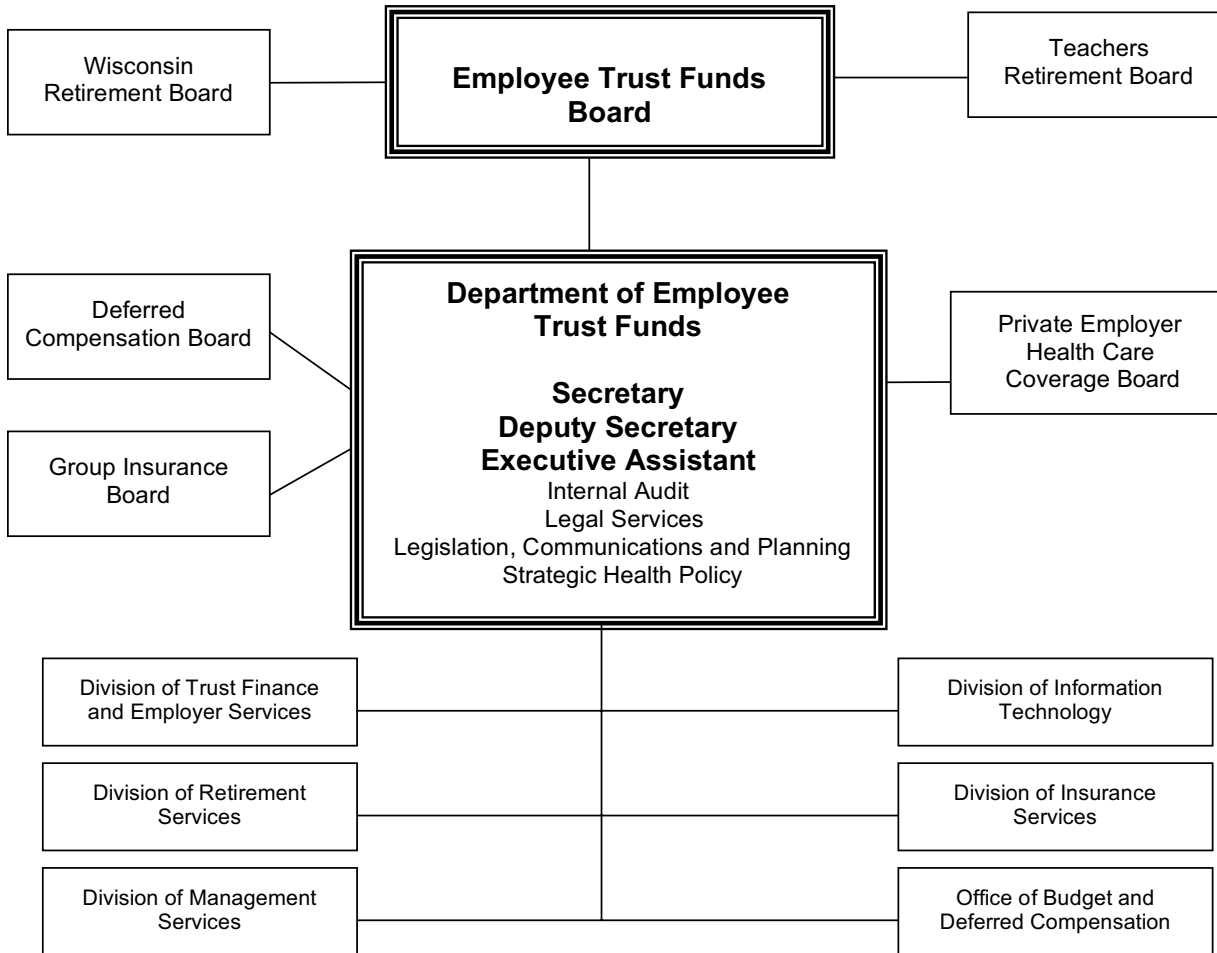 Wisconsin
Retirement Board
Employee Trust Funds
Board
Teachers
Retirement Board
Deferred
Compensation Board
Group Insurance
Board
Department of Employee
Trust Funds
Secretary
Deputy Secretary
Executive Assistant
Internal Audit
Legal Services
Legislation, Communications and Planning
Strategic Health Policy
Private Employer
Health Care
Coverage Board
Division of Trust Finance
and Employer Services
Division of Information
Technology
Division of Retirement
Services
Division of Insurance
Services
Division of Management
Services
Office of Budget and
Deferred Compensation